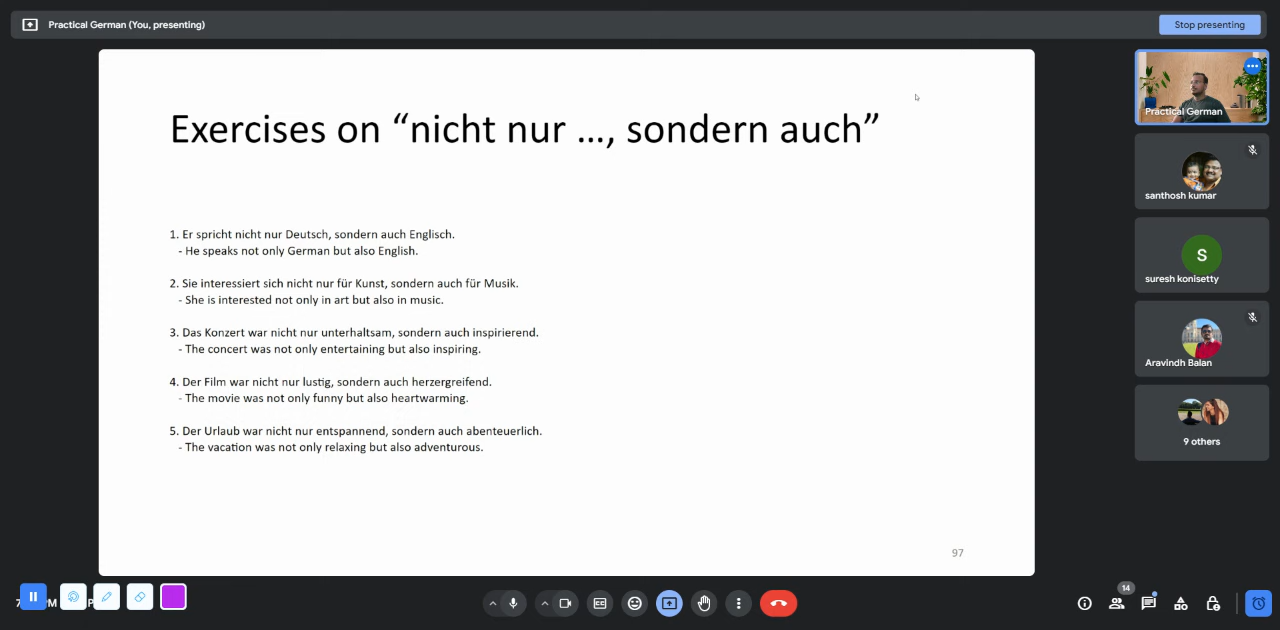 Practical German (You, presenting)
Stop presenting
Exercises on “nicht nur ..., sondern auch”
1. Er spricht nicht nur Deutsch, sondern auch Englisch.
- He speaks not only German but also English.
2. Sie interessiert sich nicht nur für Kunst, sondern auch für Musik.
- She is interested not only in art but also in music.
3. Das Konzert war nicht nur unterhaltsam, sondern auch inspirierend.
- The concert was not only entertaining but also inspiring.
4. Der Film war nicht nur lustig, sondern auch herzergreifend.
- The movie was not only funny but also heartwarming.
5. Der Urlaub war nicht nur entspannend, sondern auch abenteuerlich.
- The vacation was not only relaxing but also adventurous.
97
Practical German
santhosh kumar
S
suresh konisetty
Aravindh Balan
9 others
14